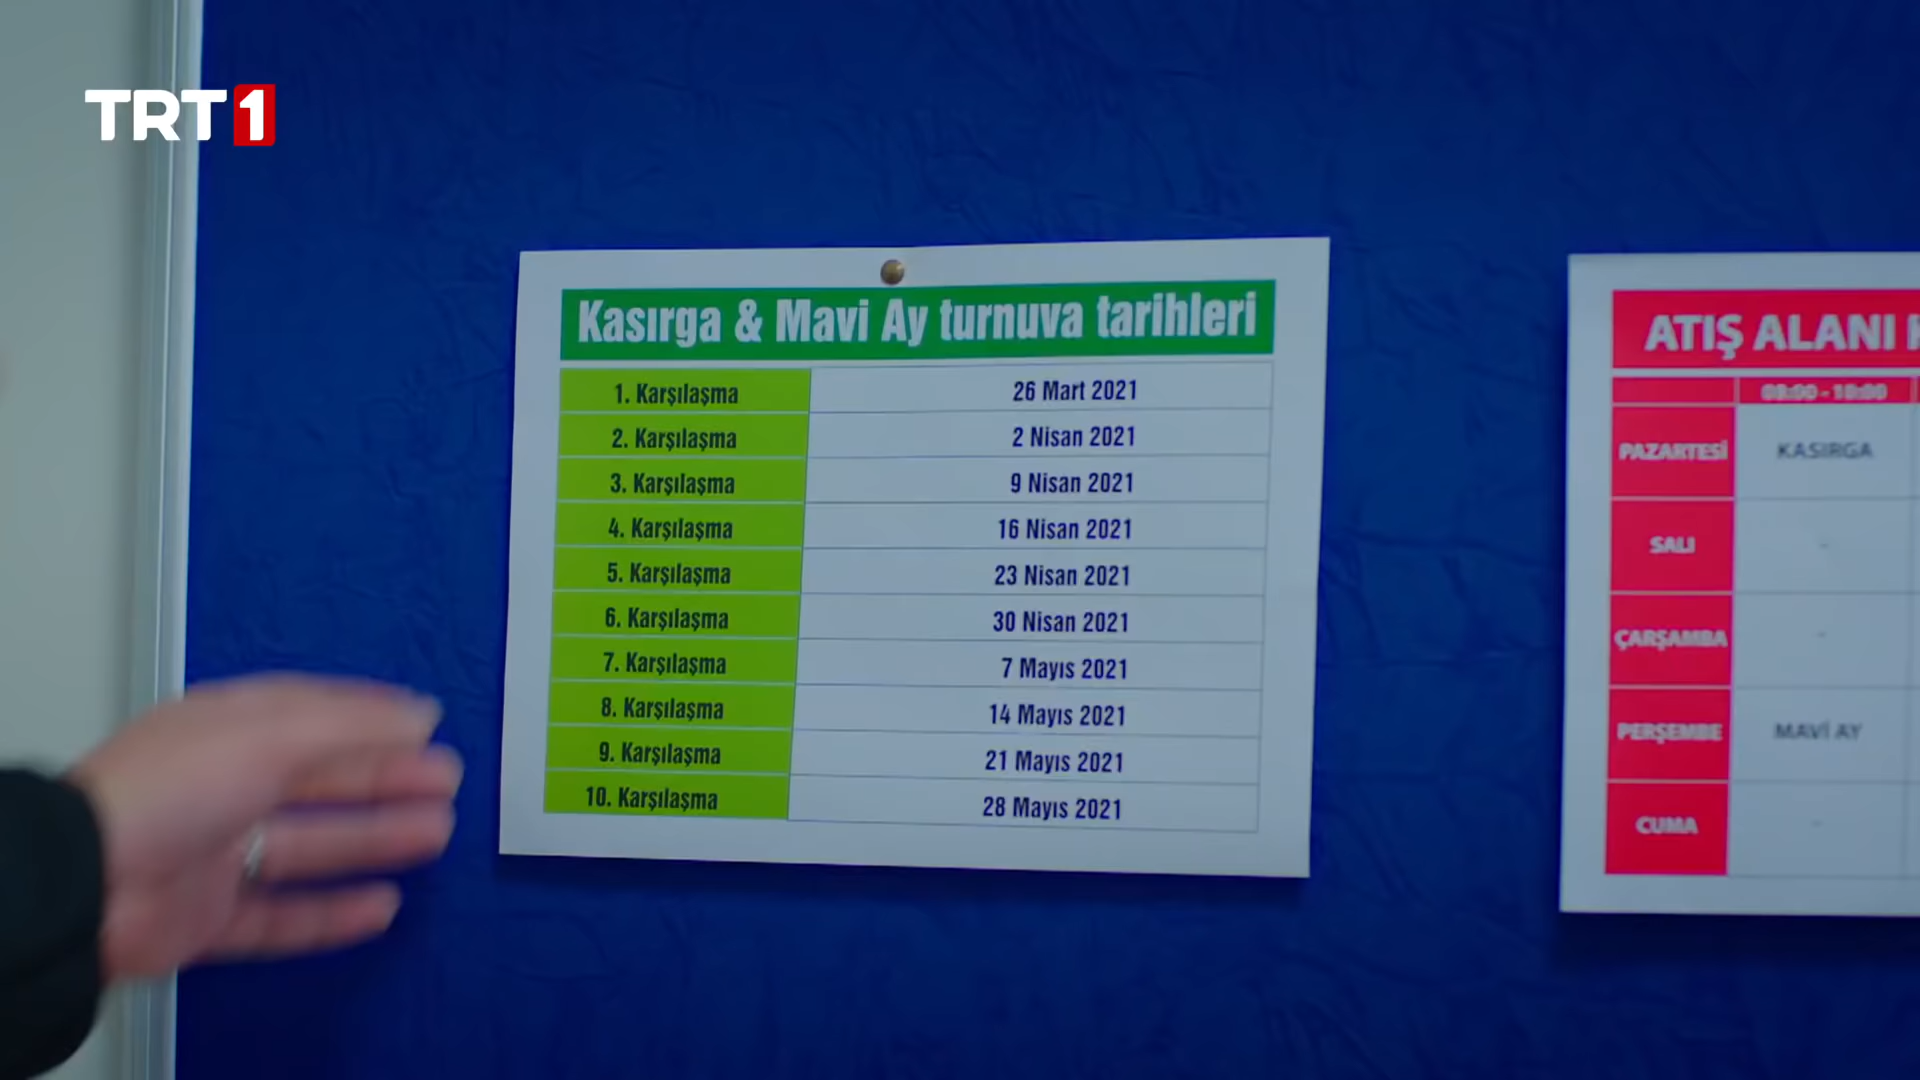 TRT 1
Kasırga & Mavi Ay turnuva tarihleri
1. Karşılaşma 26 Mart 2021
2. Karşılaşma 2 Nisan 2021
3. Karşılaşma 9 Nisan 2021
4. Karşılaşma 16 Nisan 2021
5. Karşılaşma 23 Nisan 2021
6. Karşılaşma 30 Nisan 2021
7. Karşılaşma 7 Mayıs 2021
8. Karşılaşma 14 Mayıs 2021
9. Karşılaşma 21 Mayıs 2021
10. Karşılaşma 28 Mayıs 2021
ATIŞ ALANI
PAZARTESİ KASIRGA
SALI -
ÇARŞAMBA -
PERŞEMBE MAVİ AY
CUMA -